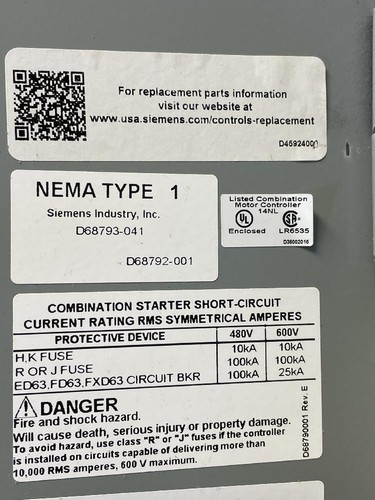 For replacement parts information
visit our website at
www.usa.siemens.com/controls-replacement
D4592400
NEMA TYPE 1
Siemens Industry, Inc.
D68793-041
D68792-001
Listed Combination
Motor Controller
14NL
UL SA
Enclosed LR6535
D36002016
COMBINATION STARTER SHORT-CIRCUIT
CURRENT RATING RMS SYMMETRICAL AMPERES
PROTECTIVE DEVICE 480V 600V
H,K FUSE 10kA 10kA
R OR J FUSE 100kA 100kA
ED63,FD63,FXD63 CIRCUIT BKR 100kA 25kA
DANGER
Fire and shock hazard.
Will cause death, serious injury or property damage.
To avoid hazard, use class "R" or "J" fuses if the controller
is installed on circuits capable of delivering more than
10,000 RMS amperes, 600 V maximum.
D68790001 Rev. E